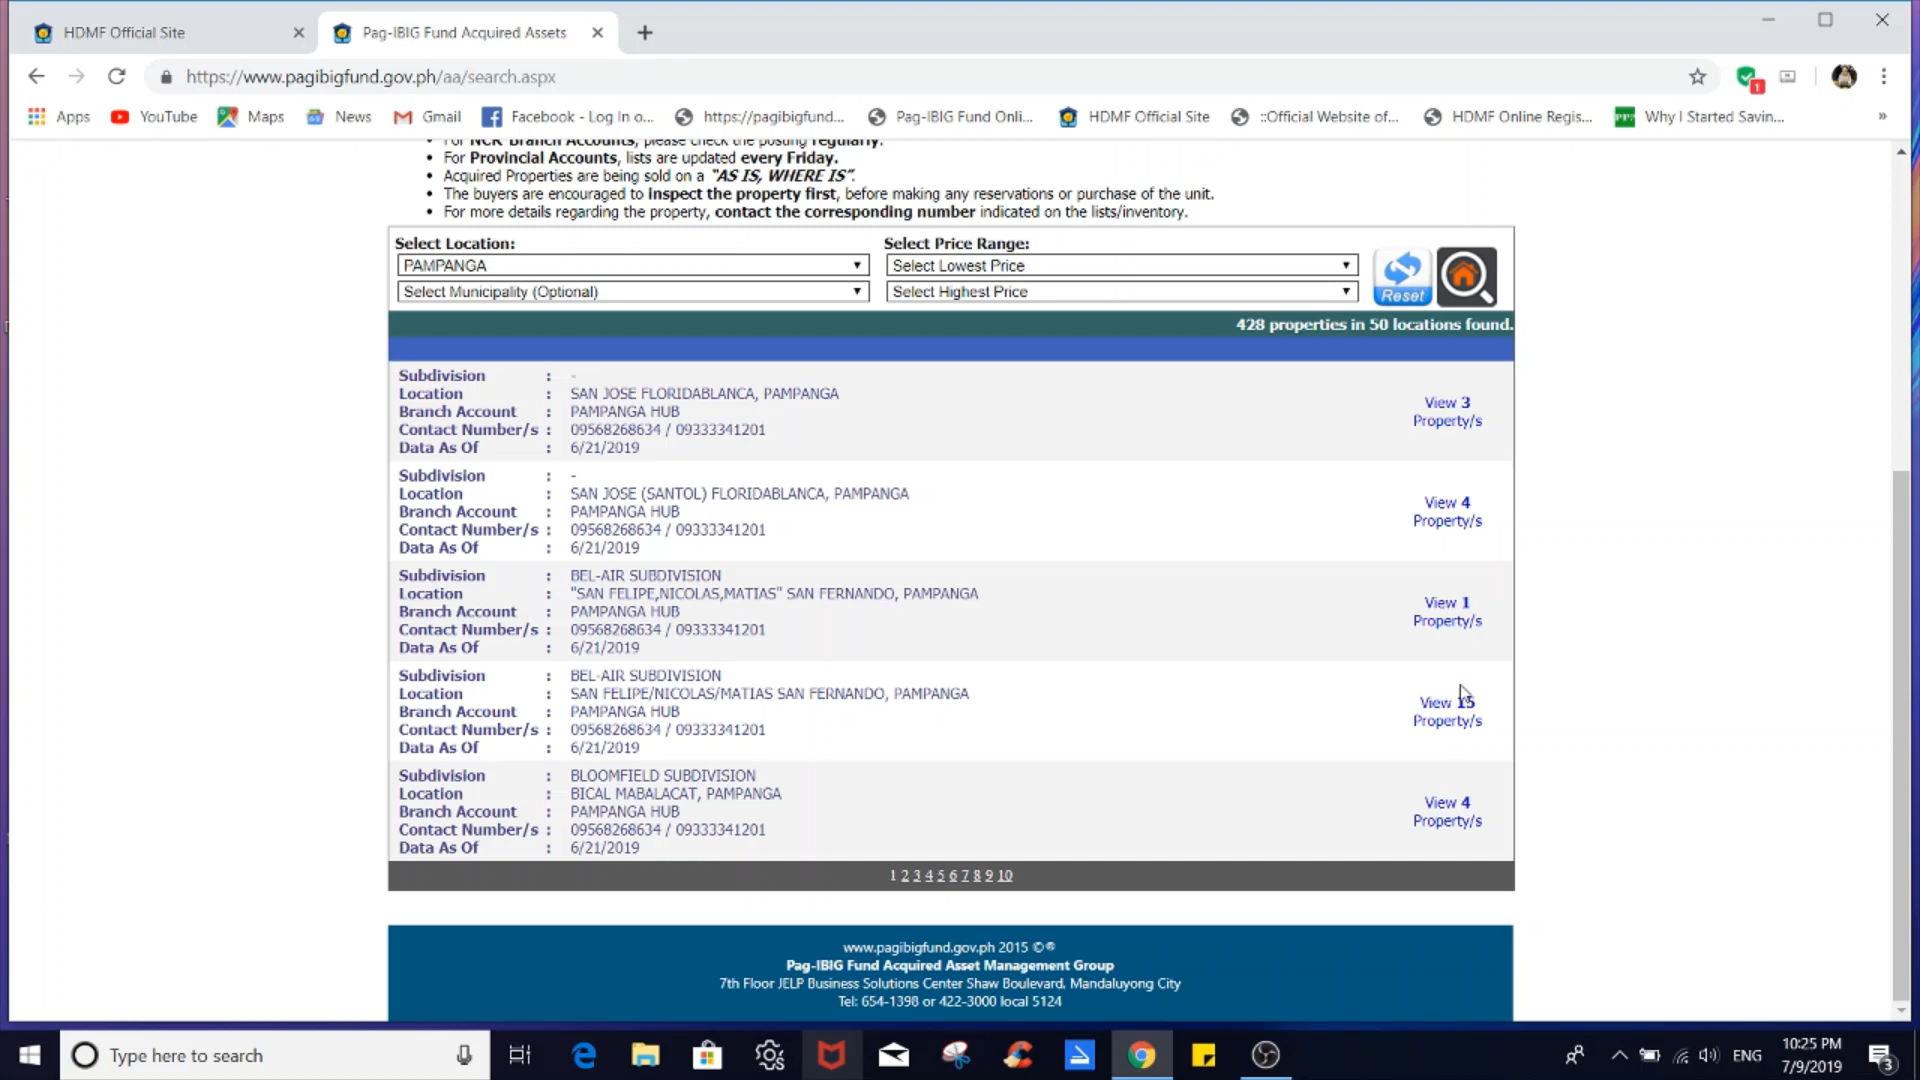 HDMF Official Site
Pag-IBIG Fund Acquired Assets
https://www.pagibigfund.gov.ph/aa/search.aspx
1
Apps
YouTube
Maps
News
Gmail
Facebook - Log In o...
https://pagibigfund...
Pag-IBIG Fund Onli...
HDMF Official Site
::Official Website of...
HDMF Online Regis...
Why I Started Savin...
»
• For NCR Branch Accounts, please check the posting regularly.
• For Provincial Accounts, lists are updated every Friday.
• Acquired Properties are being sold on a "AS IS, WHERE IS".
• The buyers are encouraged to inspect the property first, before making any reservations or purchase of the unit.
• For more details regarding the property, contact the corresponding number indicated on the lists/inventory.
Select Location:
PAMPANGA
Select Municipality (Optional)
Select Price Range:
Select Lowest Price
Select Highest Price
Reset
428 properties in 50 locations found.
Subdivision : -
Location : SAN JOSE FLORIDABLANCA, PAMPANGA
Branch Account : PAMPANGA HUB
Contact Number/s : 09568268634 / 09333341201
Data As Of : 6/21/2019
View 3
Property/s
Subdivision : -
Location : SAN JOSE (SANTOL) FLORIDABLANCA, PAMPANGA
Branch Account : PAMPANGA HUB
Contact Number/s : 09568268634 / 09333341201
Data As Of : 6/21/2019
View 4
Property/s
Subdivision : BEL-AIR SUBDIVISION
Location : "SAN FELIPE,NICOLAS,MATIAS" SAN FERNANDO, PAMPANGA
Branch Account : PAMPANGA HUB
Contact Number/s : 09568268634 / 09333341201
Data As Of : 6/21/2019
View 1
Property/s
Subdivision : BEL-AIR SUBDIVISION
Location : SAN FELIPE/NICOLAS/MATIAS SAN FERNANDO, PAMPANGA
Branch Account : PAMPANGA HUB
Contact Number/s : 09568268634 / 09333341201
Data As Of : 6/21/2019
View 15
Property/s
Subdivision : BLOOMFIELD SUBDIVISION
Location : BICAL MABALACAT, PAMPANGA
Branch Account : PAMPANGA HUB
Contact Number/s : 09568268634 / 09333341201
Data As Of : 6/21/2019
View 4
Property/s
1 2 3 4 5 6 7 8 9 10
www.pagibigfund.gov.ph 2015 ©®
Pag-IBIG Fund Acquired Asset Management Group
7th Floor JELP Business Solutions Center Shaw Boulevard, Mandaluyong City
Tel: 654-1398 or 422-3000 local 5124
Type here to search
ENG
10:25 PM
7/9/2019
3